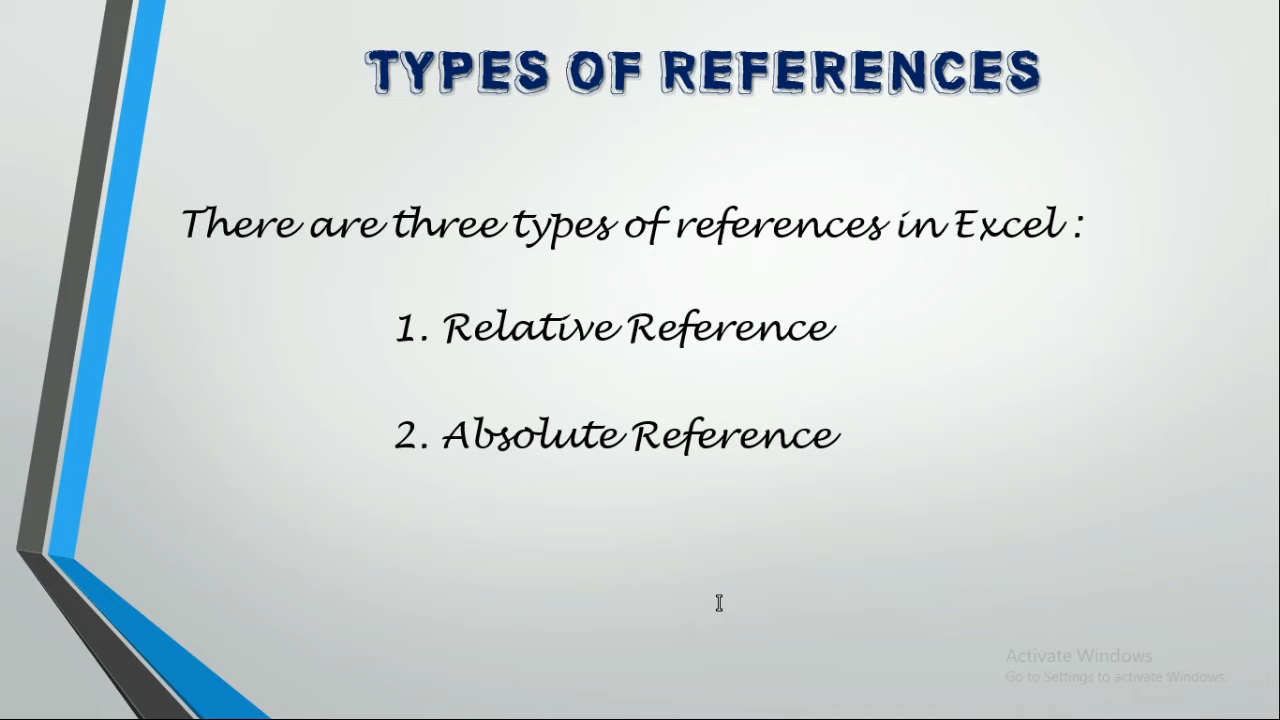 TYPES OF REFERENCES
There are three types of references in Excel :
1. Relative Reference
2. Absolute Reference
Activate Windows
Go to Settings to activate Windows.